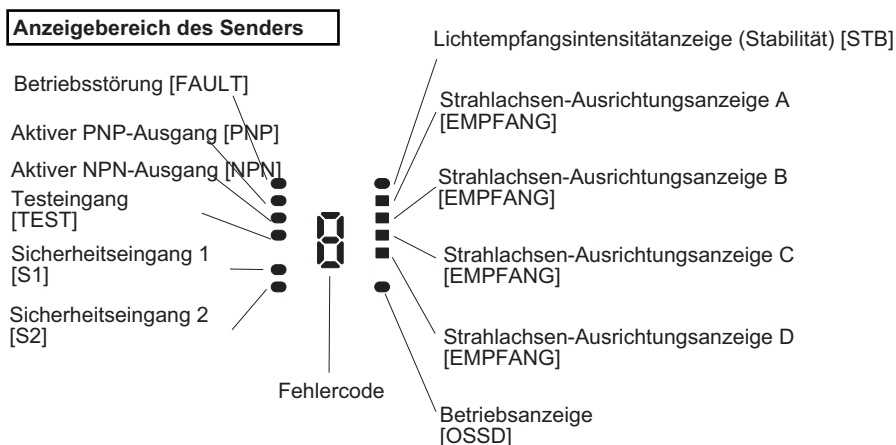 Anzeigebereich des Senders
Betriebsstörung [FAULT]
Aktiver PNP-Ausgang [PNP]
Aktiver NPN-Ausgang [NPN]
Testeingang
[TEST]
Sicherheitseingang 1
[S1]
Sicherheitseingang 2
[S2]
Fehlercode
Lichtempfangsintensitätanzeige (Stabilität) [STB]
Strahlachsen-Ausrichtungsanzeige A
[EMPFANG]
Strahlachsen-Ausrichtungsanzeige B
[EMPFANG]
Strahlachsen-Ausrichtungsanzeige C
[EMPFANG]
Strahlachsen-Ausrichtungsanzeige D
[EMPFANG]
Betriebsanzeige
[OSSD]